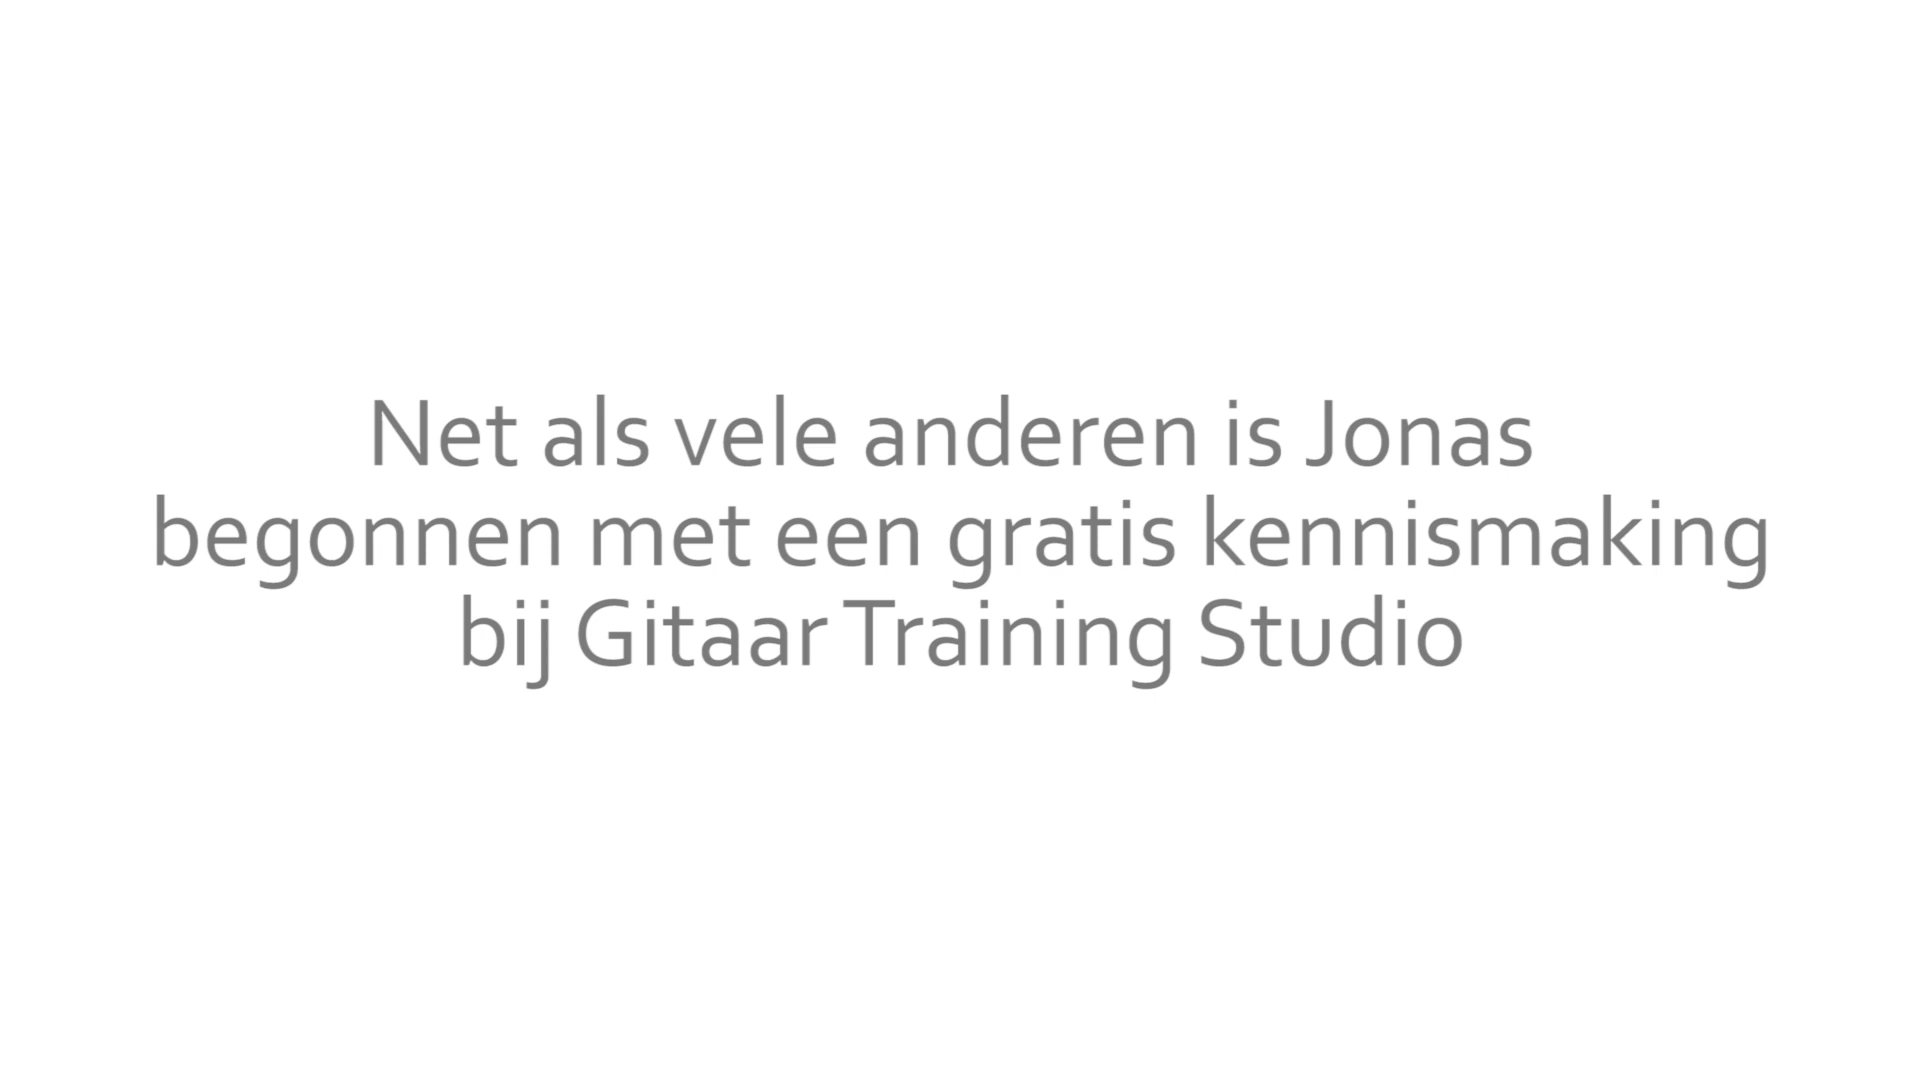 Net als vele anderen is Jonas
begonnen met een gratis kennismaking
bij Gitaar Training Studio